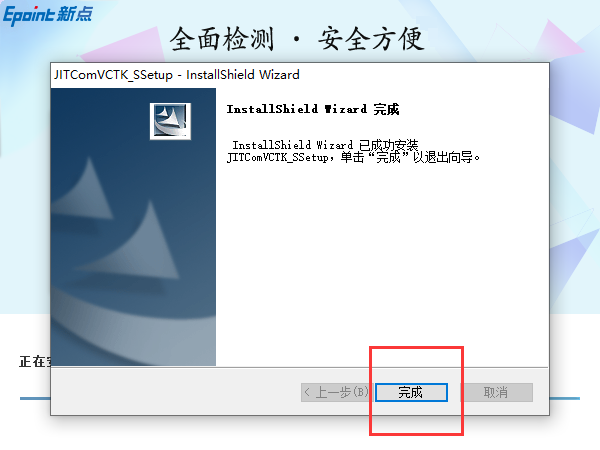 Epoint 新点
全面检测 · 安全方便
JITComVCTK_SSetup - InstallShield Wizard
InstallShield Wizard 完成
InstallShield Wizard 已成功安装
JITComVCTK_SSetup，单击“完成”以退出向导。
正在
< 上一步(B)
完成
取消